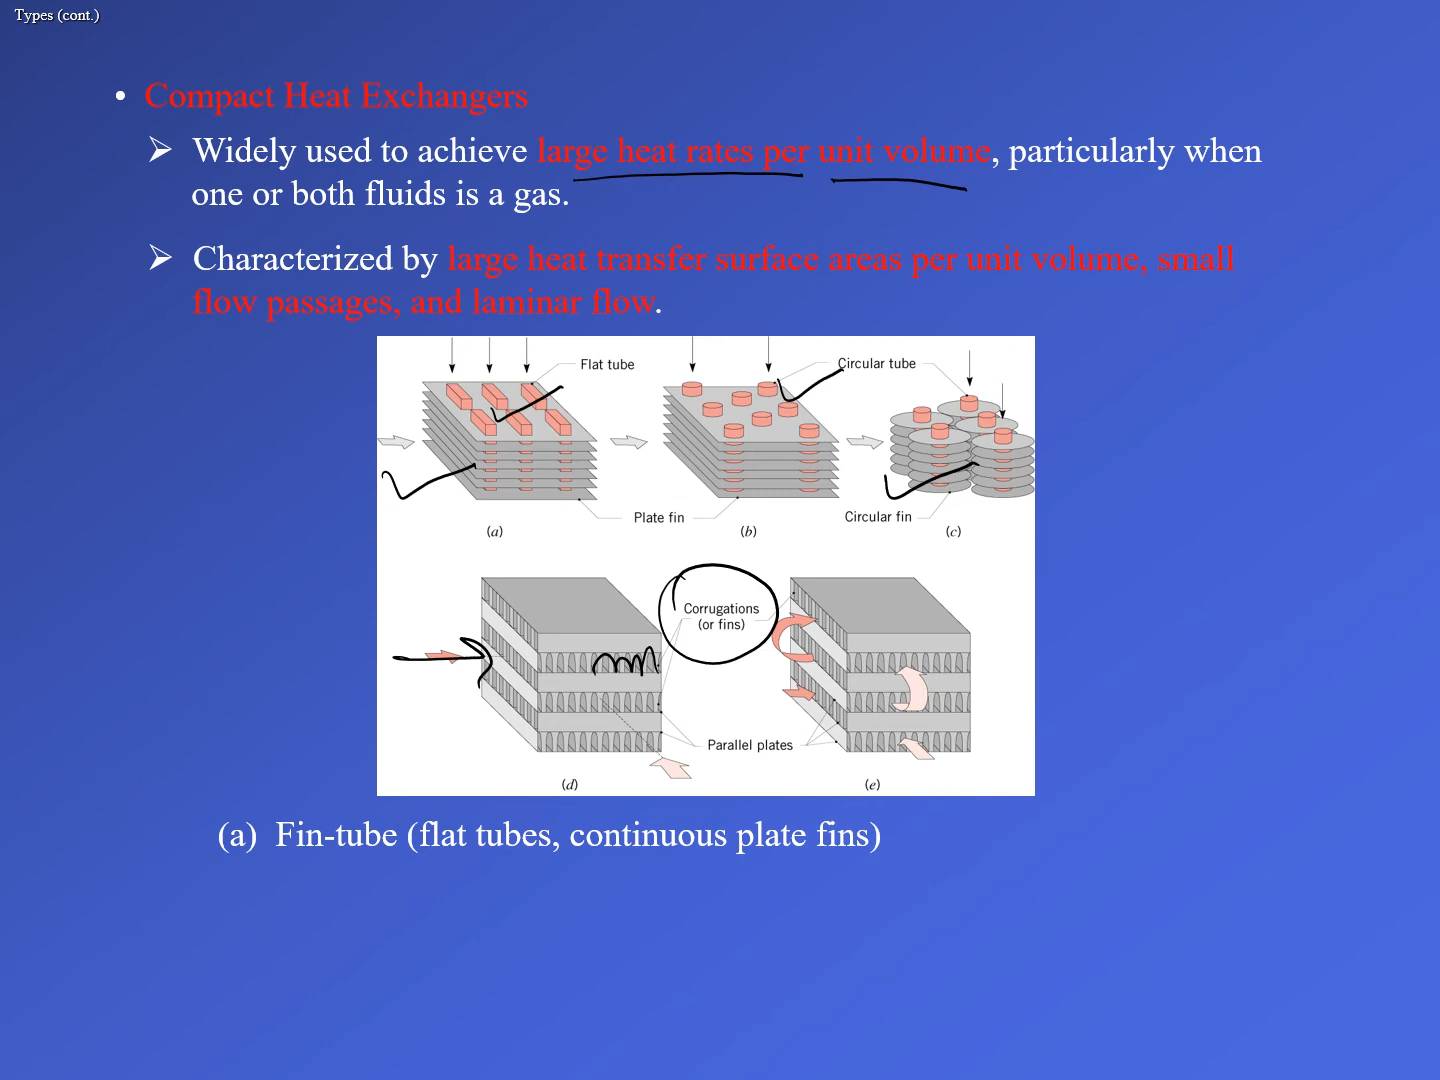 Types (cont.)
• Compact Heat Exchangers
➢ Widely used to achieve large heat rates per unit volume, particularly when
one or both fluids is a gas.
➢ Characterized by large heat transfer surface areas per unit volume, small
flow passages, and laminar flow.
Flat tube
Circular tube
Plate fin
Circular fin
(a)
(b)
(c)
Corrugations
(or fins)
Parallel plates
(d)
(e)
(a) Fin-tube (flat tubes, continuous plate fins)